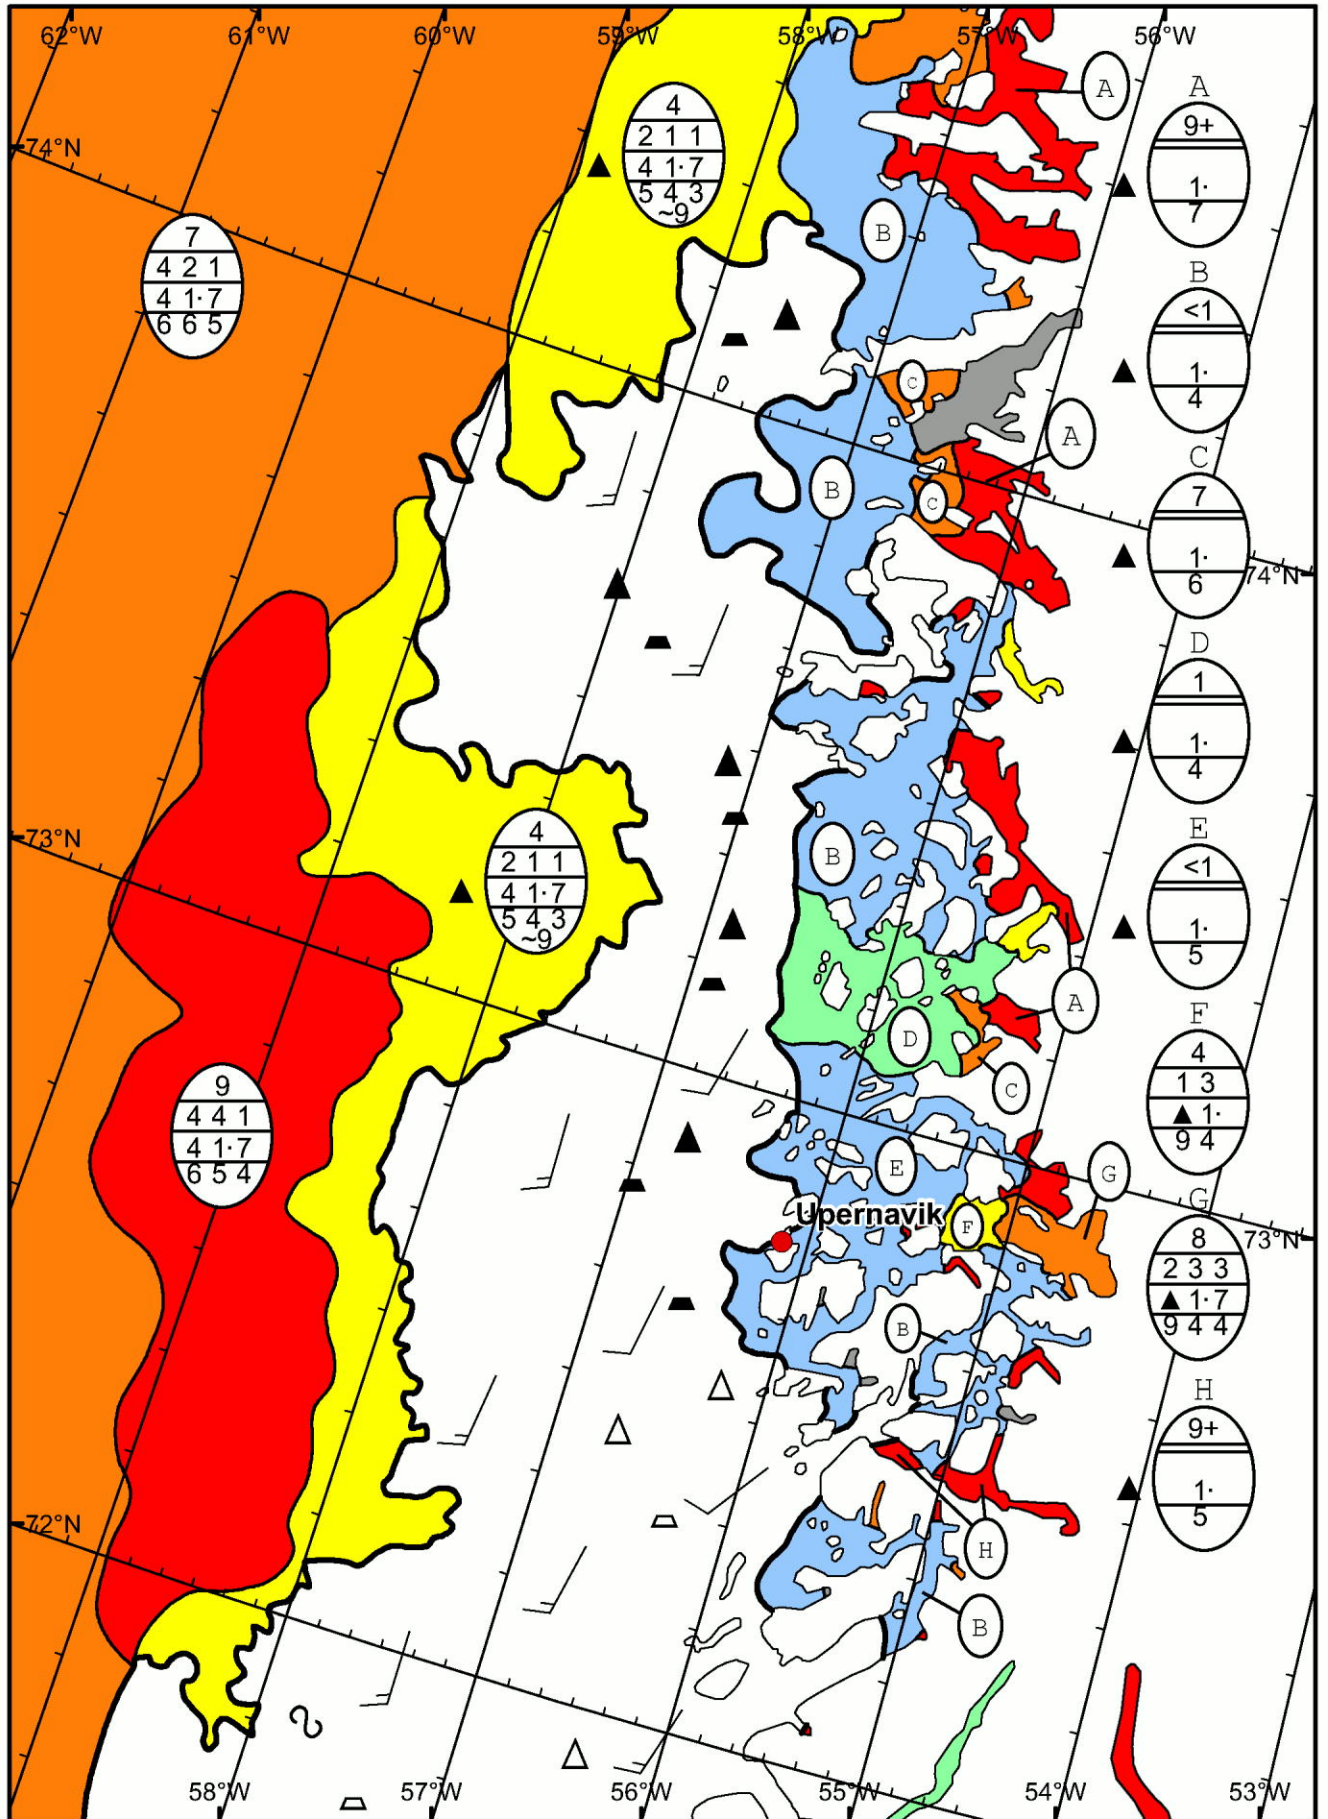 62°W 61°W 60°W 59°W 58°W 57°W 56°W
74°N
4
2 1 1
4 1·7
5 4 3
~9
7
4 2 1
4 1·7
6 6 5
A
B
C
B
A
C
A
9+
1·
7
B
<1
1·
4
C
7
1·
6
74°N
D
1
1·
4
73°N
4
2 1 1
4 1·7
5 4 3
~9
B
E
<1
1·
5
D
A
C
F
4
1 3
▲ 1·
9 4
9
4 4 1
4 1·7
6 5 4
E
G
Upernavik
F
G
8
2 3 3
▲ 1·7
9 4 4
73°N
B
H
9+
1·
5
72°N
H
B
58°W 57°W 56°W 55°W 54°W 53°W